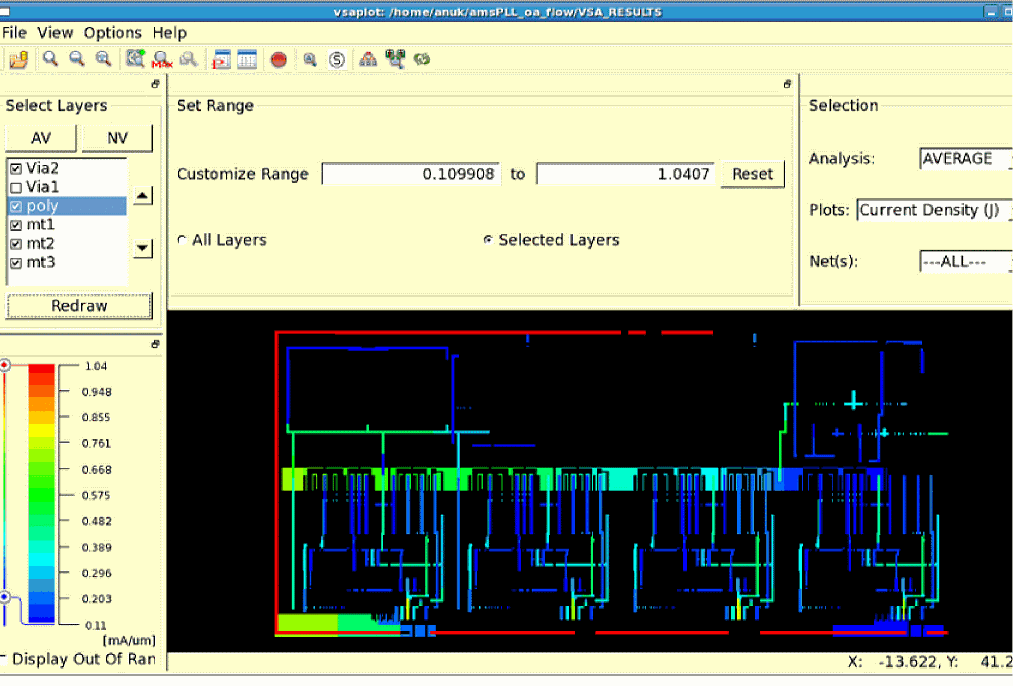 vsaplot: /home/anuk/amsPLL_oa_flow/VSA_RESULTS
File View Options Help
MAX
S
Select Layers
AV NV
Via2
Via1
poly
mt1
mt2
mt3
Redraw
Set Range
Customize Range 0.109908 to 1.0407 Reset
All Layers Selected Layers
Selection
Analysis: AVERAGE
Plots: Current Density (J)
Net(s): ---ALL---
1.04
0.948
0.855
0.761
0.668
0.575
0.482
0.389
0.296
0.203
0.11
[mA/um]
Display Out Of Ran
X: -13.622, Y: 41.2